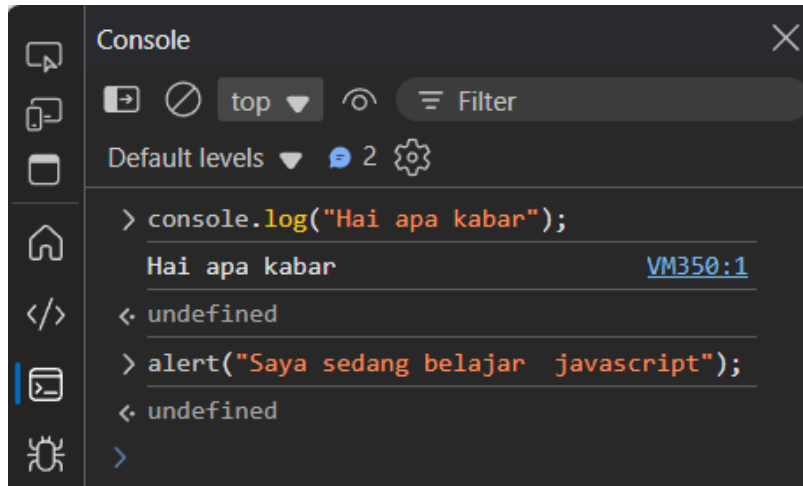 Console
top
Filter
Default levels 2
console.log("Hai apa kabar");
Hai apa kabar VM350:1
undefined
alert("Saya sedang belajar  javascript");
undefined